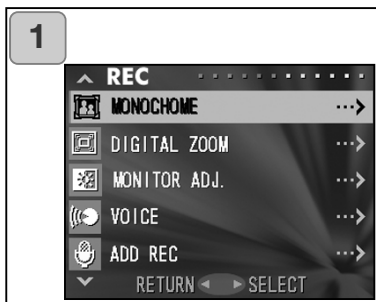 1
REC
MONOCHOME
DIGITAL ZOOM
MONITOR ADJ.
VOICE
ADD REC
RETURN SELECT